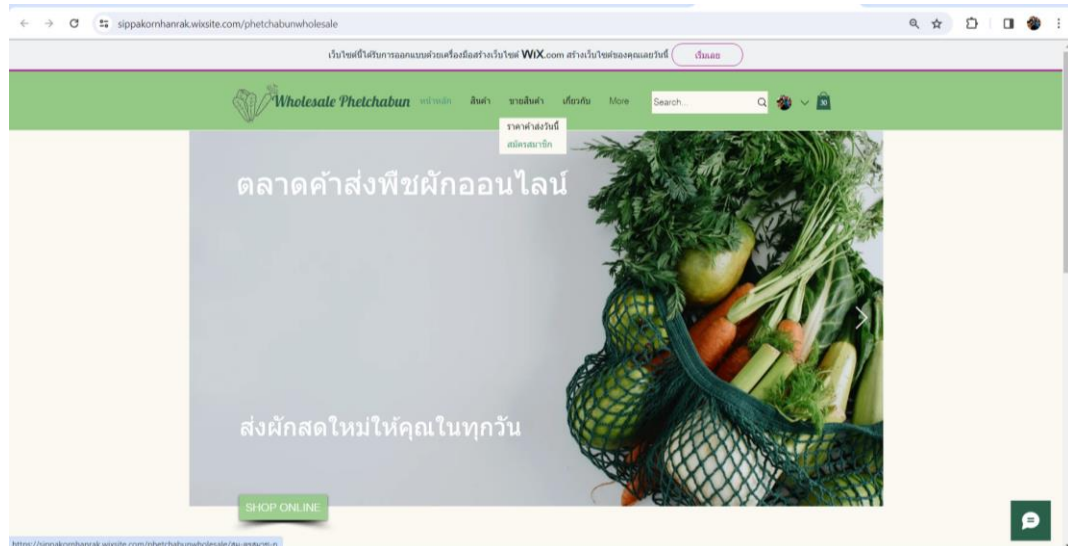 sippakornhanrak.wixsite.com/phetchabunwholesale
เว็บไซต์นี้ได้รับการออกแบบด้วยเครื่องมือสร้างเว็บไซต์ WiX.com สร้างเว็บไซต์ของคุณเลยวันนี้ เริ่มเลย
Wholesale Phetchabun หน้าหลัก สินค้า ขายสินค้า เกี่ยวกับ More Search... 30
ราคาค้าส่งวันนี้
สมัครสมาชิก
ตลาดค้าส่งพืชผักออนไลน์
ส่งผักสดใหม่ให้คุณในทุกวัน
SHOP ONLINE